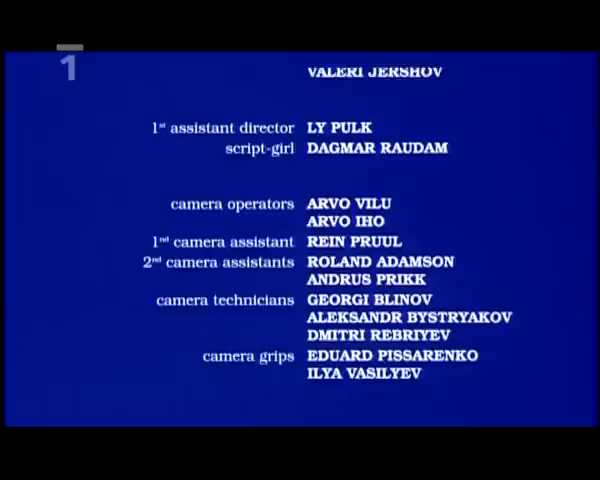 1
VALERI JERSHOV
1st assistant director LY PULK
script-girl DAGMAR RAUDAM
camera operators ARVO VILU
ARVO IHO
1nd camera assistant REIN PRUUL
2nd camera assistants ROLAND ADAMSON
ANDRUS PRIKK
camera technicians GEORGI BLINOV
ALEKSANDR BYSTRYAKOV
DMITRI REBRIYEV
camera grips EDUARD PISSARENKO
ILYA VASILYEV